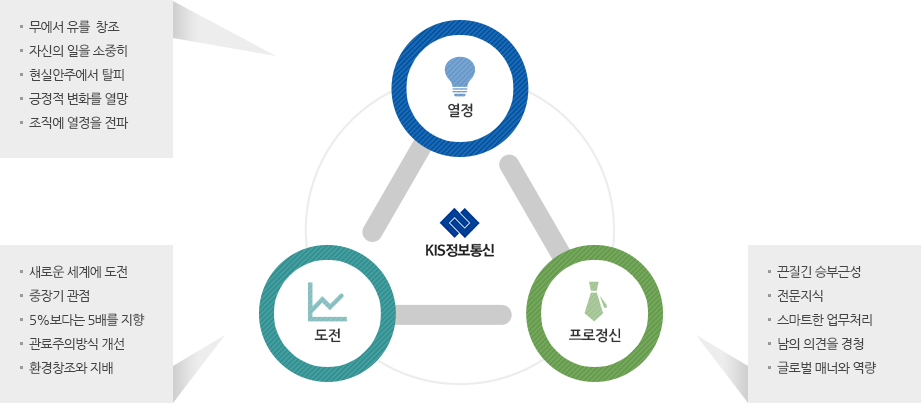 무에서 유를 창조
자신의 일을 소중히
현실안주에서 탈피
긍정적 변화를 열망
조직에 열정을 전파
열정
KIS정보통신
새로운 세계에 도전
중장기 관점
5%보다는 5배를 지향
관료주의방식 개선
환경창조와 지배
도전
프로정신
끈질긴 승부근성
전문지식
스마트한 업무처리
남의 의견을 경청
글로벌 매너와 역량